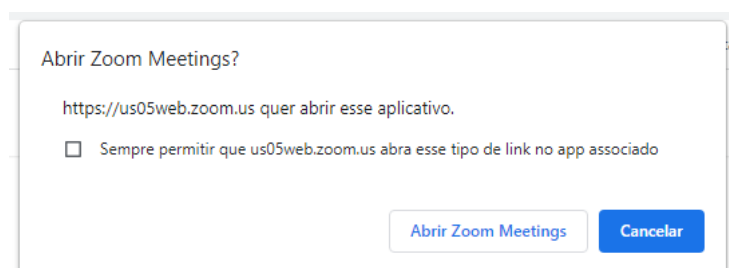 Abrir Zoom Meetings?
https://us05web.zoom.us quer abrir esse aplicativo.
Sempre permitir que us05web.zoom.us abra esse tipo de link no app associado
Abrir Zoom Meetings
Cancelar